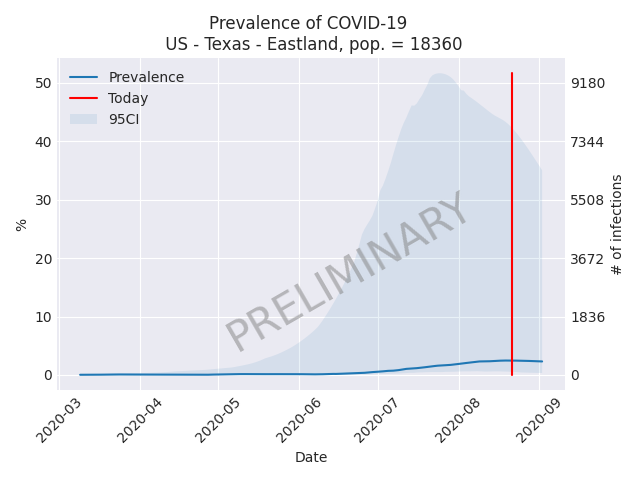 Prevalence of COVID-19
US - Texas - Eastland, pop. = 18360
Prevalence
Today
95CI
50
40
30
20
10
0
%
9180
7344
5508
3672
1836
0
# of infections
PRELIMINARY
2020-03
2020-04
2020-05
2020-06
2020-07
2020-08
2020-09
Date